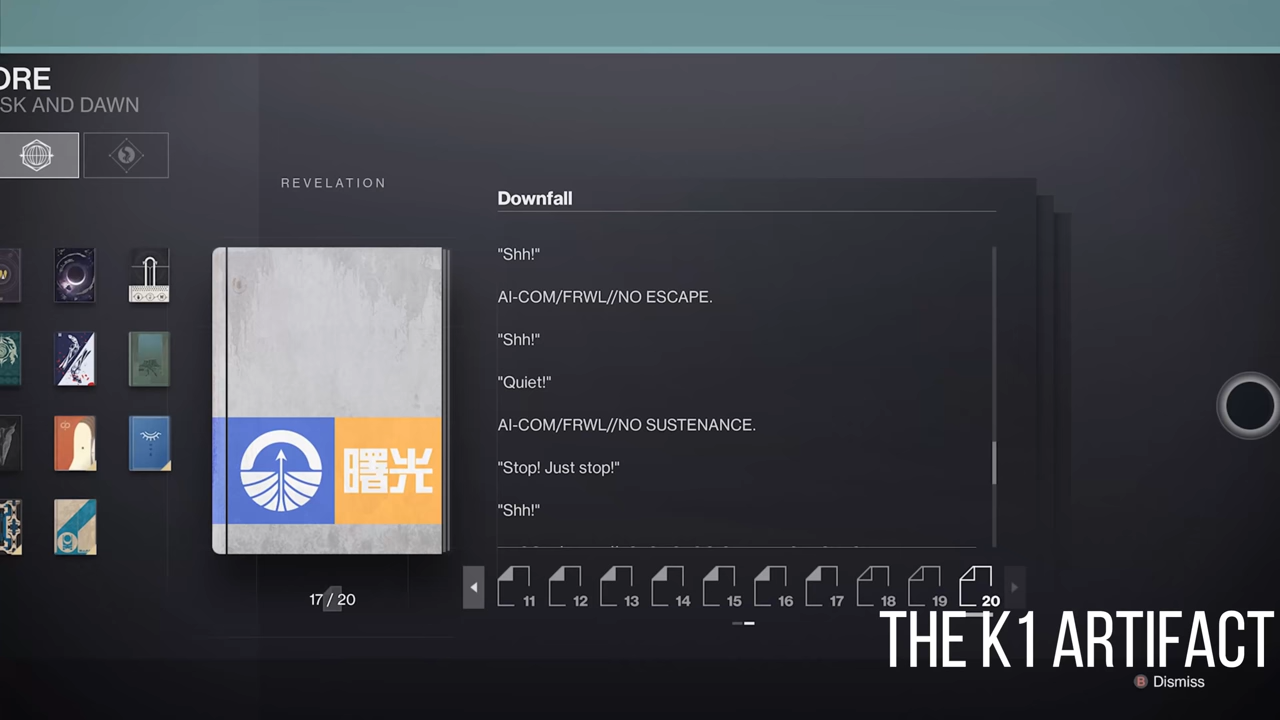 ORE
SK AND DAWN
REVELATION
Downfall
"Shh!"
AI-COM/FRWL//NO ESCAPE.
"Shh!"
"Quiet!"
AI-COM/FRWL//NO SUSTENANCE.
"Stop! Just stop!"
"Shh!"
曙光
17 / 20
11 12 13 14 15 16 17 18 19 20
THE K1 ARTIFACT
B Dismiss